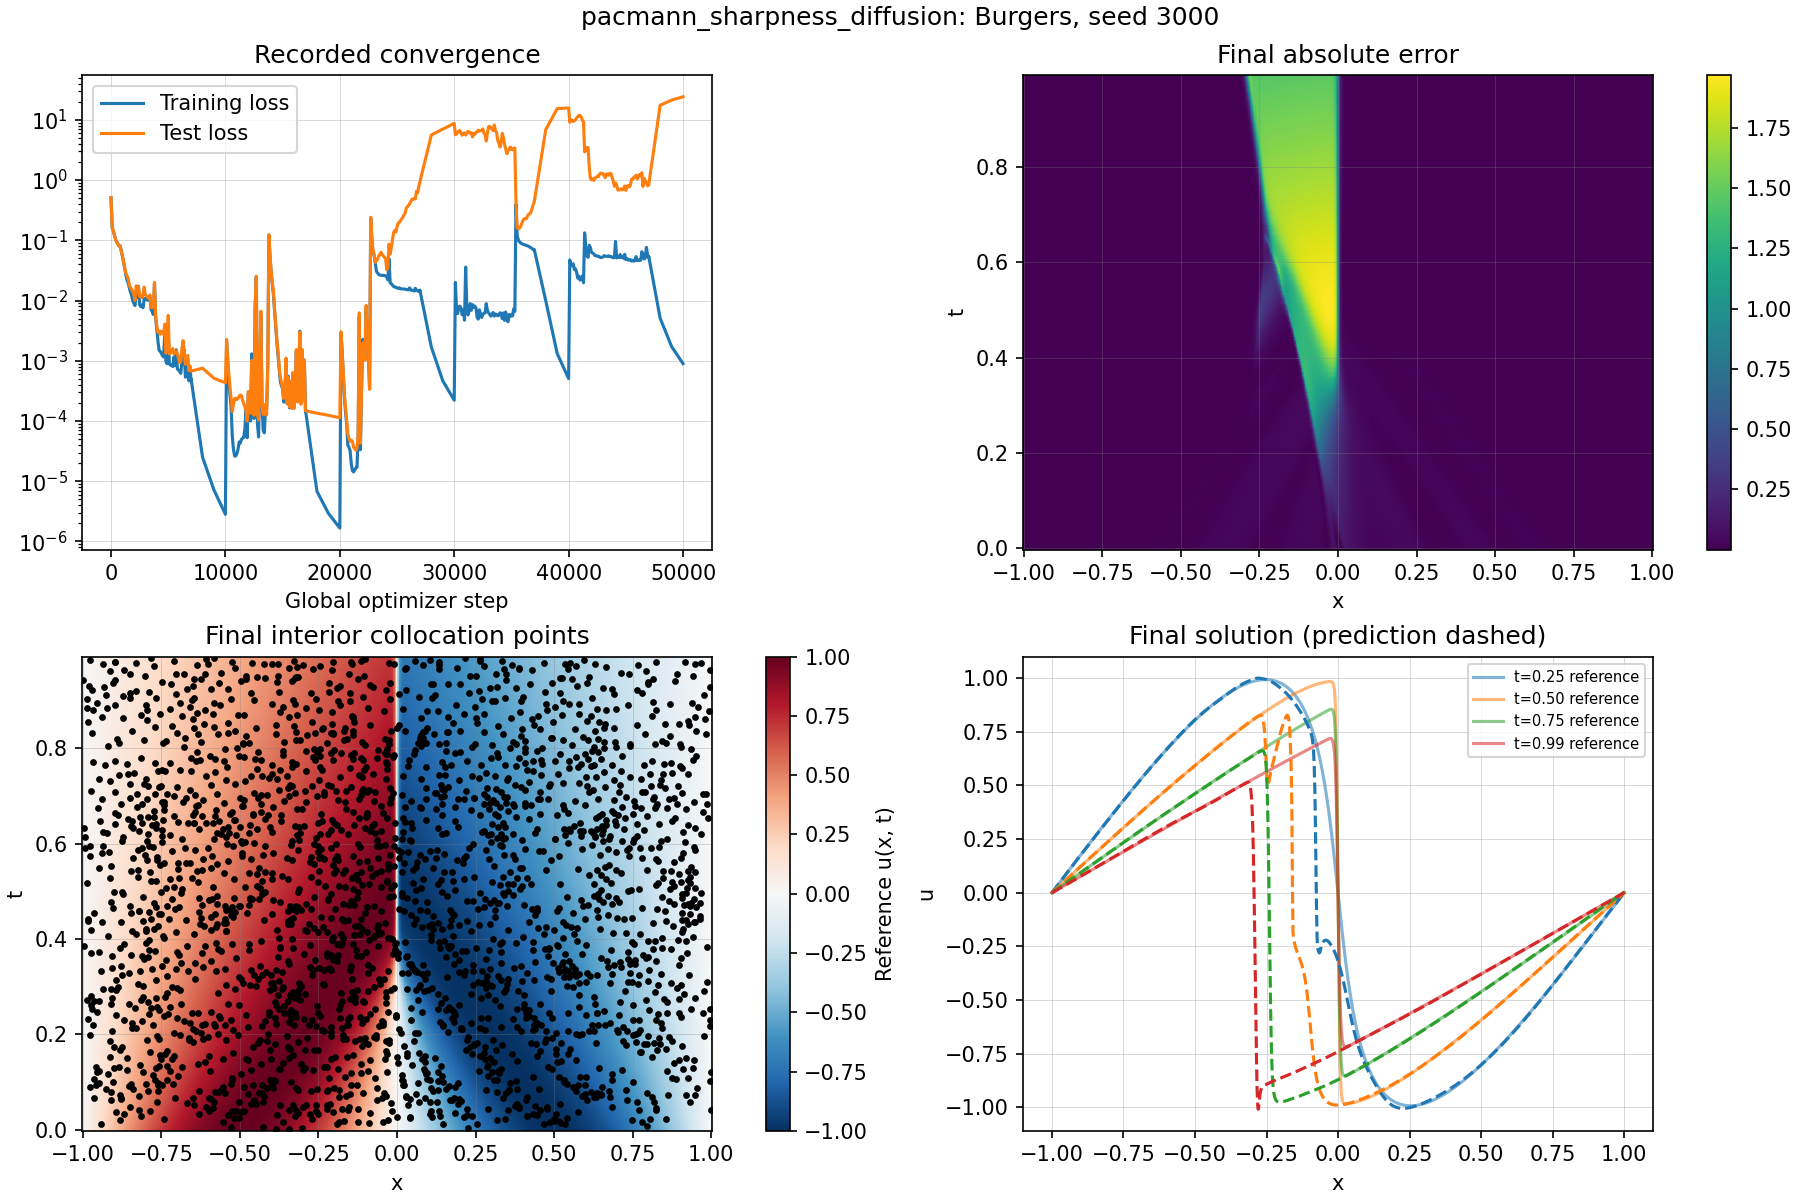 pacmann_sharpness_diffusion: Burgers, seed 3000
Recorded convergence
Training loss
Test loss
10¹
10⁰
10⁻¹
10⁻²
10⁻³
10⁻⁴
10⁻⁵
10⁻⁶
0 10000 20000 30000 40000 50000
Global optimizer step
Final absolute error
t
0.8
0.6
0.4
0.2
0.0
−1.00 −0.75 −0.50 −0.25 0.00 0.25 0.50 0.75 1.00
x
1.75
1.50
1.25
1.00
0.75
0.50
0.25
Final interior collocation points
t
0.8
0.6
0.4
0.2
0.0
−1.00 −0.75 −0.50 −0.25 0.00 0.25 0.50 0.75 1.00
x
1.00
0.75
0.50
0.25
0.00
−0.25
−0.50
−0.75
−1.00
Reference u(x, t)
Final solution (prediction dashed)
t=0.25 reference
t=0.50 reference
t=0.75 reference
t=0.99 reference
u
1.00
0.75
0.50
0.25
0.00
−0.25
−0.50
−0.75
−1.00
−1.00 −0.75 −0.50 −0.25 0.00 0.25 0.50 0.75 1.00
x